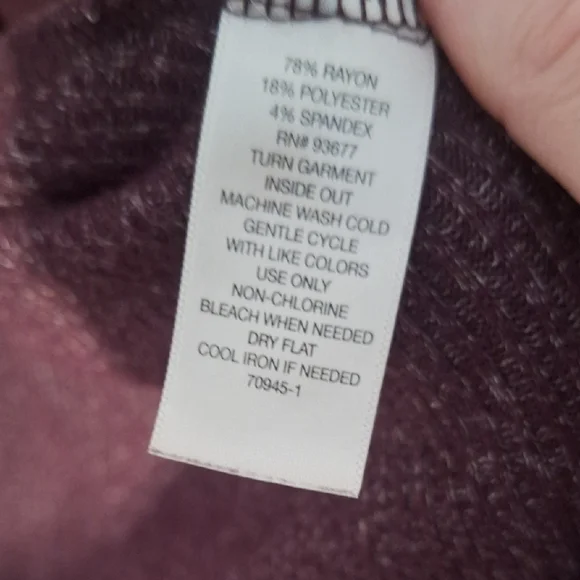 78% RAYON
18% POLYESTER
4% SPANDEX
RN# 93677
TURN GARMENT
INSIDE OUT
MACHINE WASH COLD
GENTLE CYCLE
WITH LIKE COLORS
USE ONLY
NON-CHLORINE
BLEACH WHEN NEEDED
DRY FLAT
COOL IRON IF NEEDED
70945-1